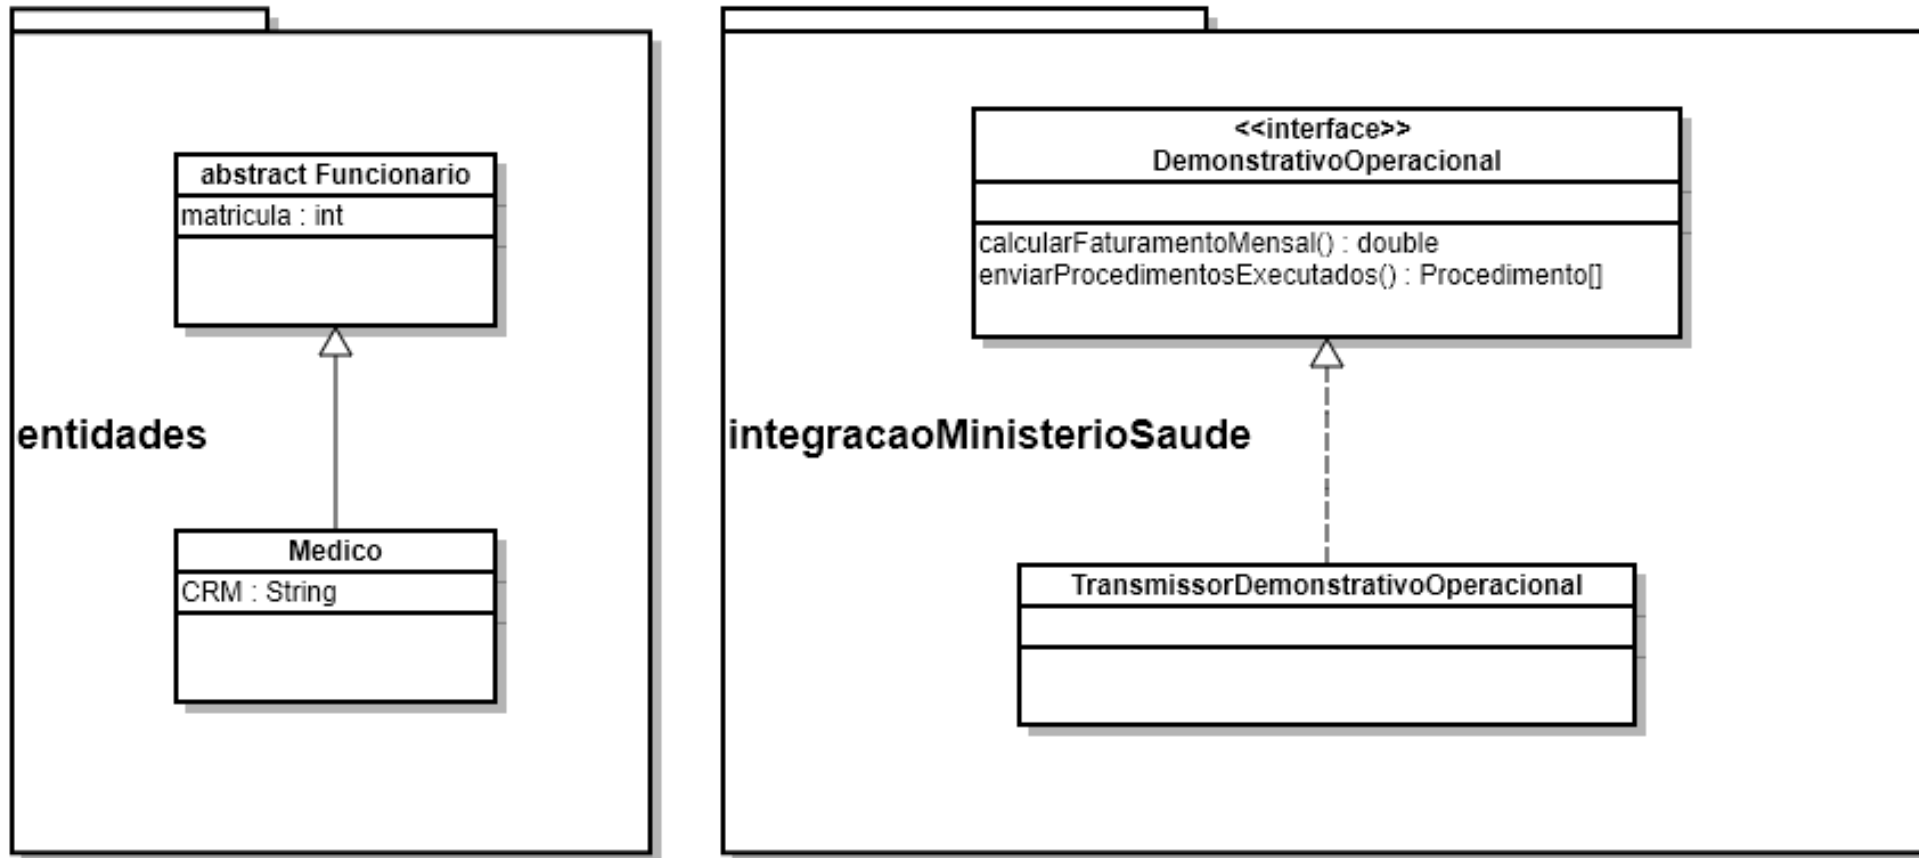 abstract Funcionario
matricula : int
entidades
Medico
CRM : String
<<interface>>
DemonstrativoOperacional
calcularFaturamentoMensal() : double
enviarProcedimentosExecutados() : Procedimento[]
integracaoMinisterioSaude
TransmissorDemonstrativoOperacional